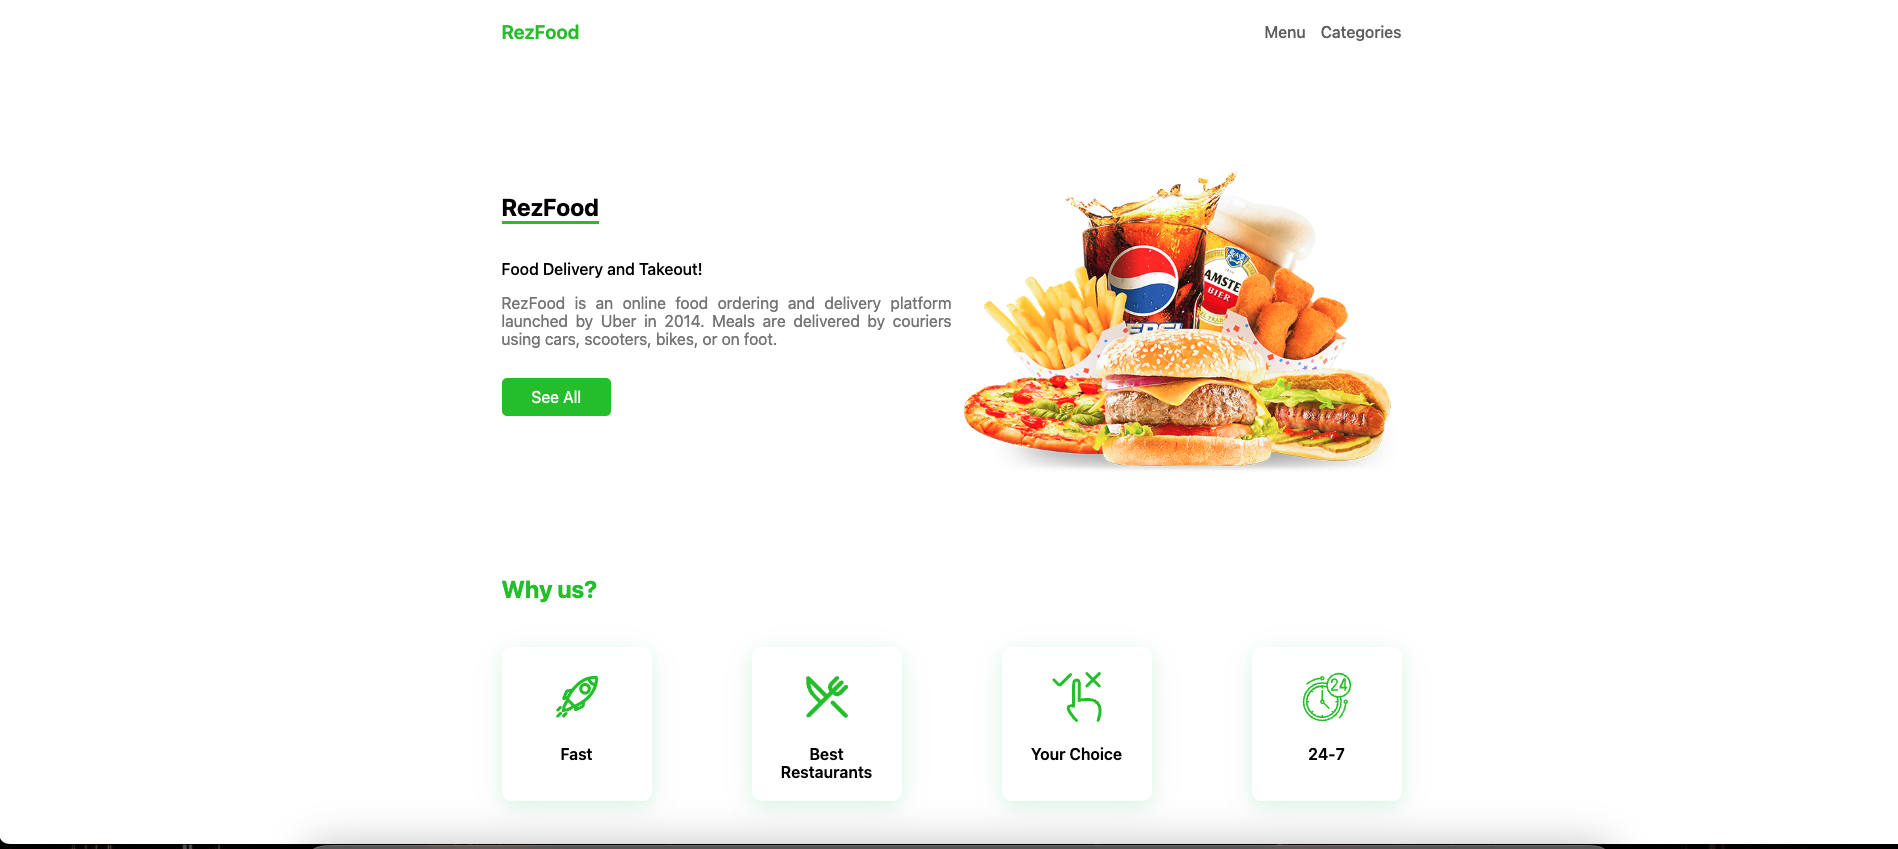 RezFood
Menu Categories
RezFood
Food Delivery and Takeout!
RezFood is an online food ordering and delivery platform
launched by Uber in 2014. Meals are delivered by couriers
using cars, scooters, bikes, or on foot.
See All
AMSTE
BIER
Why us?
24
Fast
Best
Restaurants
Your Choice
24-7